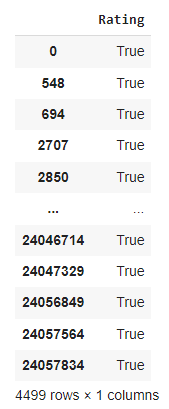 Rating
0 True
548 True
694 True
2707 True
2850 True
... ...
24046714 True
24047329 True
24056849 True
24057564 True
24057834 True
4499 rows × 1 columns